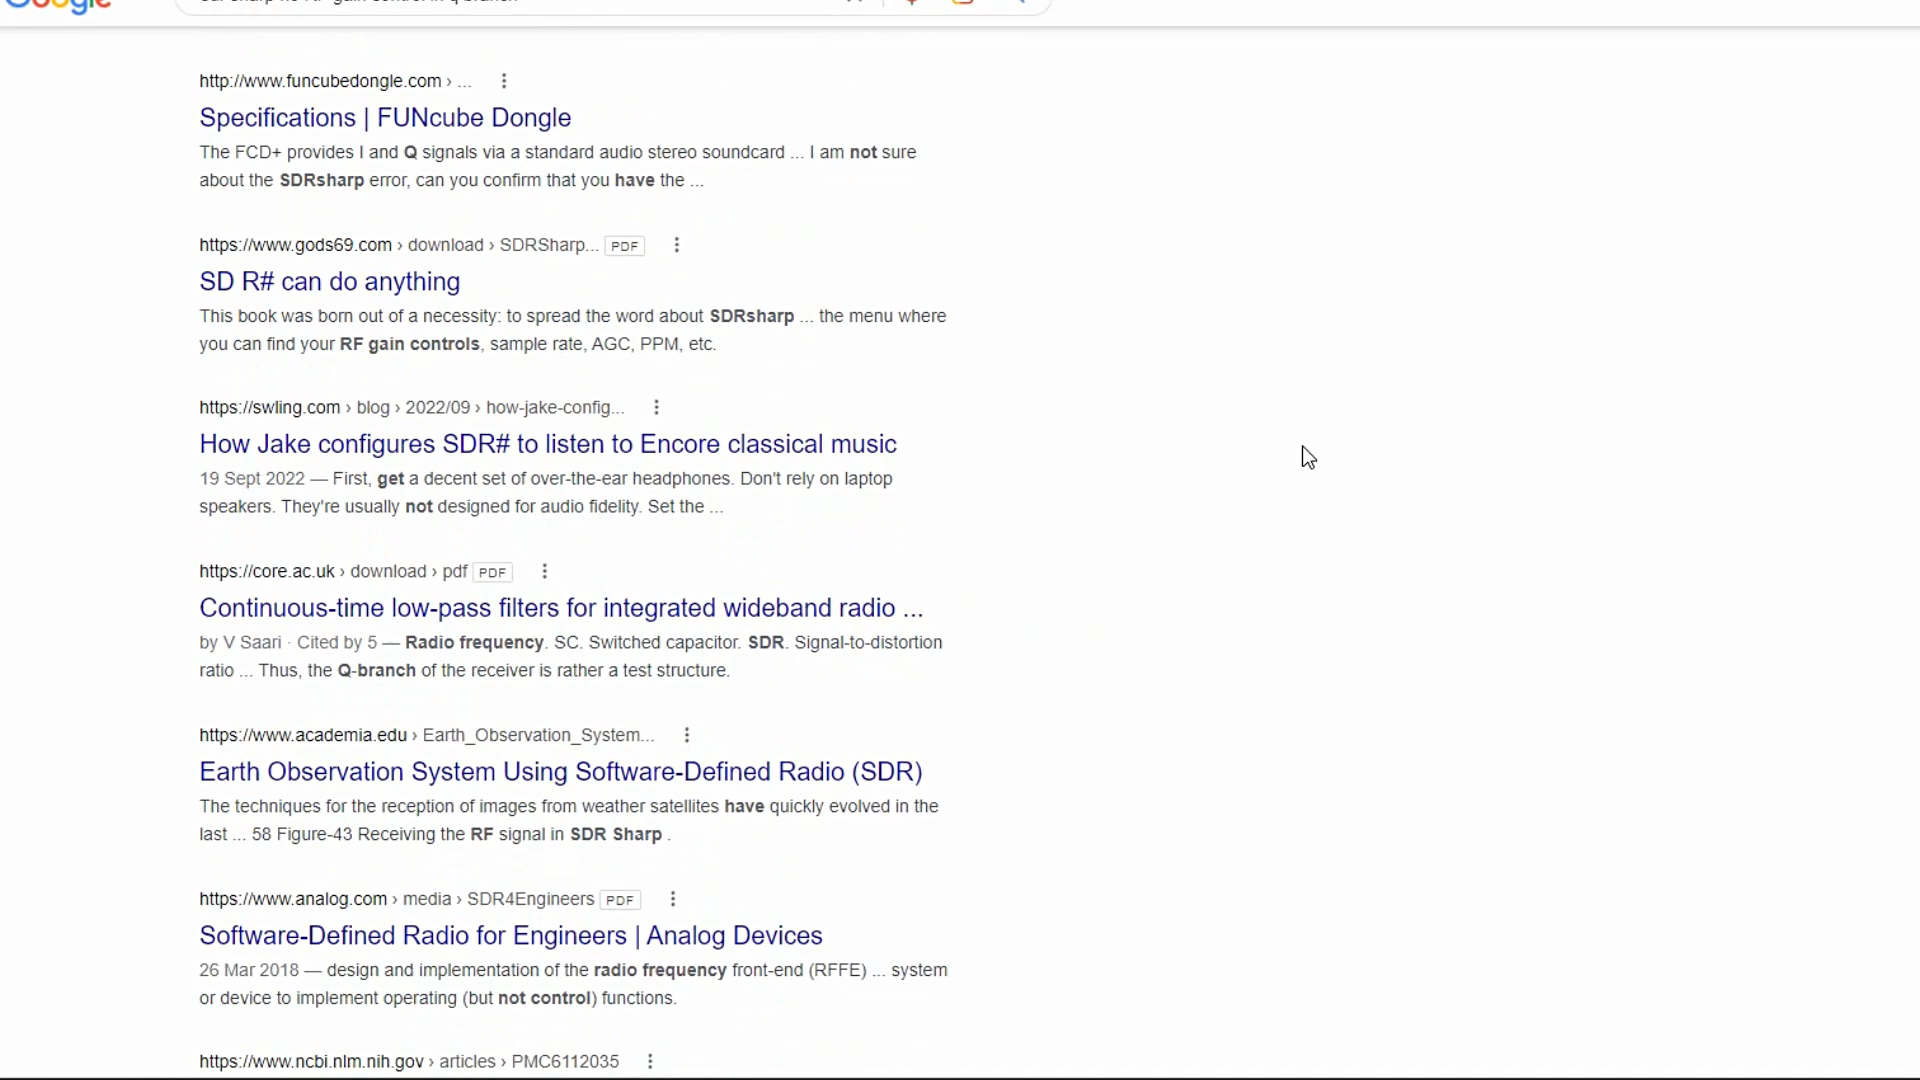 Google
http://www.funcubedongle.com › ...
Specifications | FUNcube Dongle
The FCD+ provides I and Q signals via a standard audio stereo soundcard ... I am not sure
about the SDRsharp error, can you confirm that you have the ...
https://www.gods69.com › download › SDRSharp... PDF
SD R# can do anything
This book was born out of a necessity: to spread the word about SDRsharp ... the menu where
you can find your RF gain controls, sample rate, AGC, PPM, etc.
https://swling.com › blog › 2022/09 › how-jake-config...
How Jake configures SDR# to listen to Encore classical music
19 Sept 2022 — First, get a decent set of over-the-ear headphones. Don't rely on laptop
speakers. They're usually not designed for audio fidelity. Set the ...
https://core.ac.uk › download › pdf PDF
Continuous-time low-pass filters for integrated wideband radio ...
by V Saari · Cited by 5 — Radio frequency. SC. Switched capacitor. SDR. Signal-to-distortion
ratio ... Thus, the Q-branch of the receiver is rather a test structure.
https://www.academia.edu › Earth_Observation_System...
Earth Observation System Using Software-Defined Radio (SDR)
The techniques for the reception of images from weather satellites have quickly evolved in the
last ... 58 Figure-43 Receiving the RF signal in SDR Sharp .
https://www.analog.com › media › SDR4Engineers PDF
Software-Defined Radio for Engineers | Analog Devices
26 Mar 2018 — design and implementation of the radio frequency front-end (RFFE) ... system
or device to implement operating (but not control) functions.
https://www.ncbi.nlm.nih.gov › articles › PMC6112035